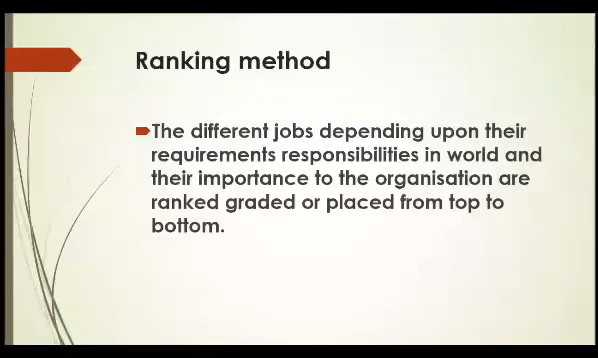 Ranking method
The different jobs depending upon their
requirements responsibilities in world and
their importance to the organisation are
ranked graded or placed from top to
bottom.